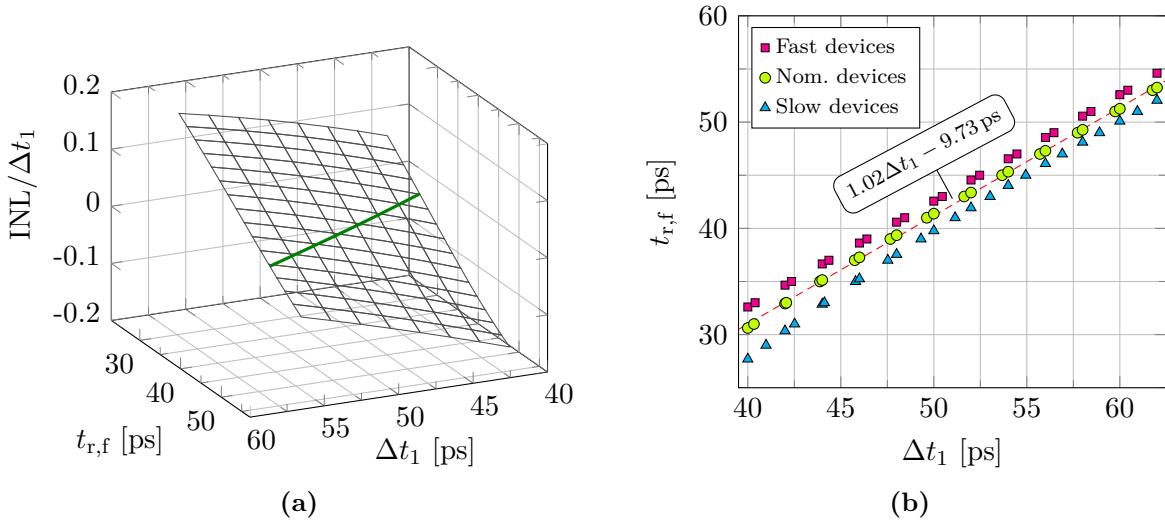 0.2
0.1
0
-0.1
-0.2
INL/Δt₁
30
40
50
t_r,f [ps]
60
55
50
45
40
Δt₁ [ps]
(a)
60
50
40
30
t_r,f [ps]
Fast devices
Nom. devices
Slow devices
1.02Δt₁ − 9.73 ps
40
45
50
55
60
Δt₁ [ps]
(b)